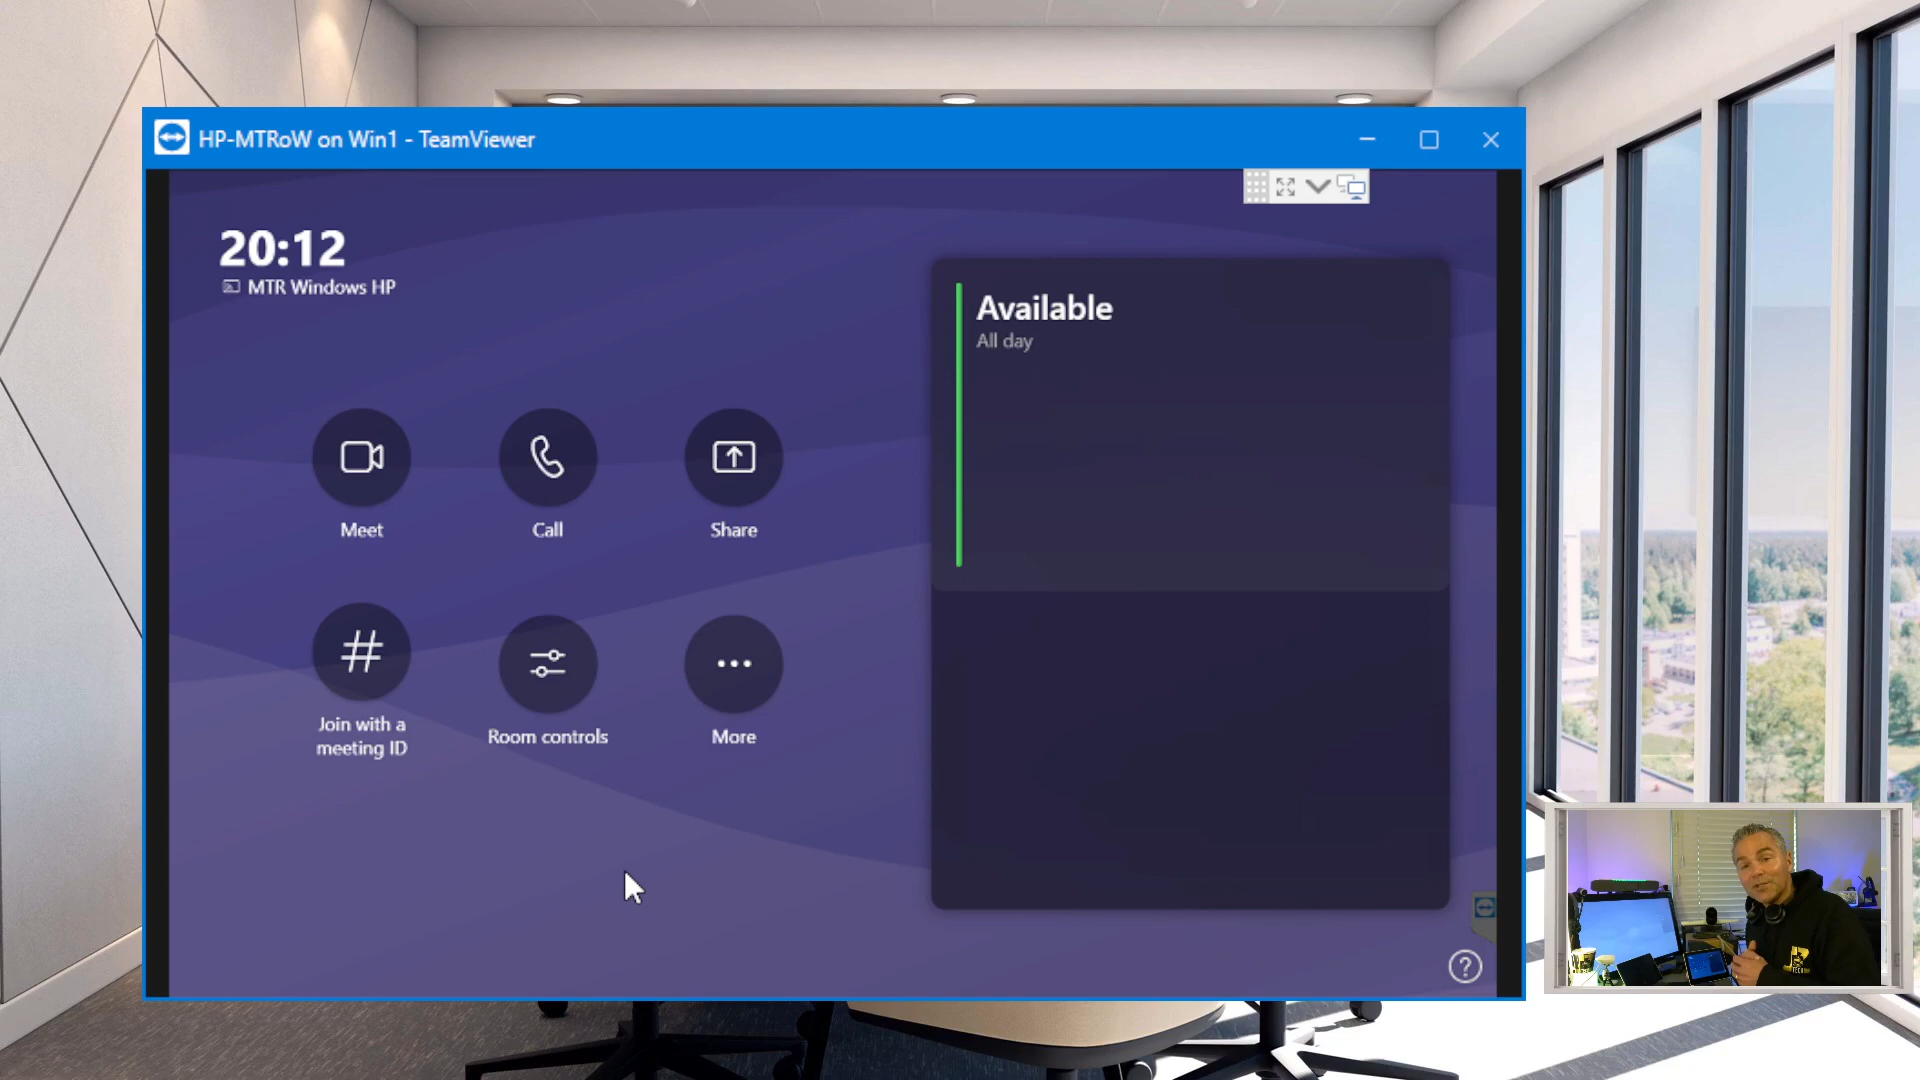 HP-MTRoW on Win1 - TeamViewer
20:12
MTR Windows HP
Available
All day
Meet
Call
Share
Join with a
meeting ID
Room controls
More
?